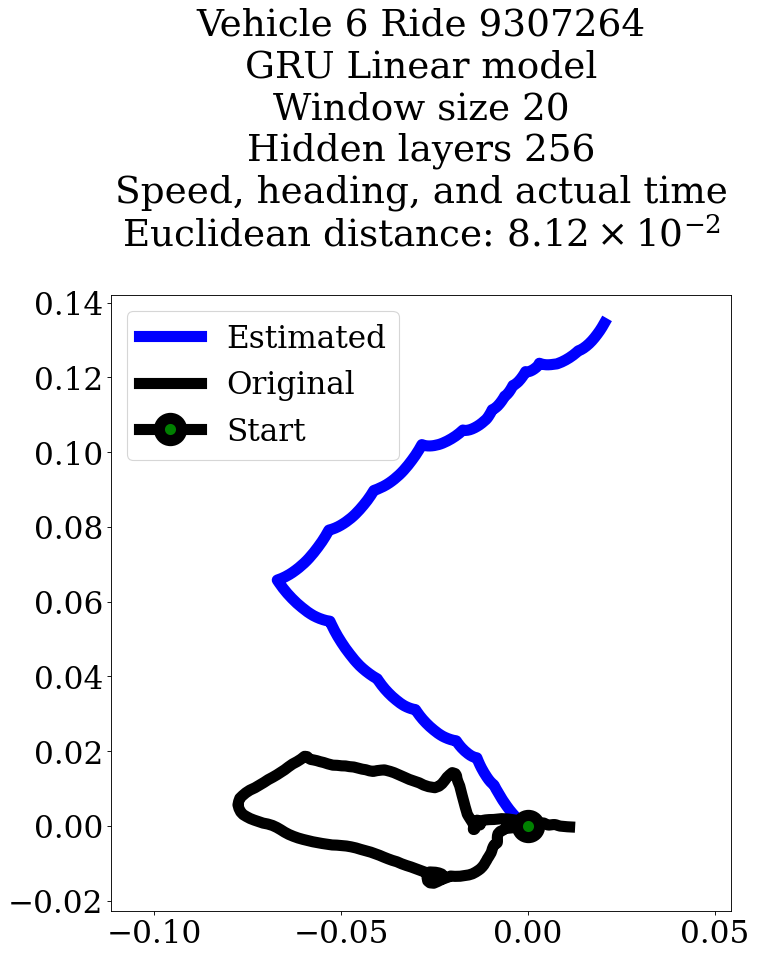 Vehicle 6 Ride 9307264
GRU Linear model
Window size 20
Hidden layers 256
Speed, heading, and actual time
Euclidean distance: 8.12 × 10⁻²
Estimated
Original
Start
0.14
0.12
0.10
0.08
0.06
0.04
0.02
0.00
−0.02
−0.10 −0.05 0.00 0.05